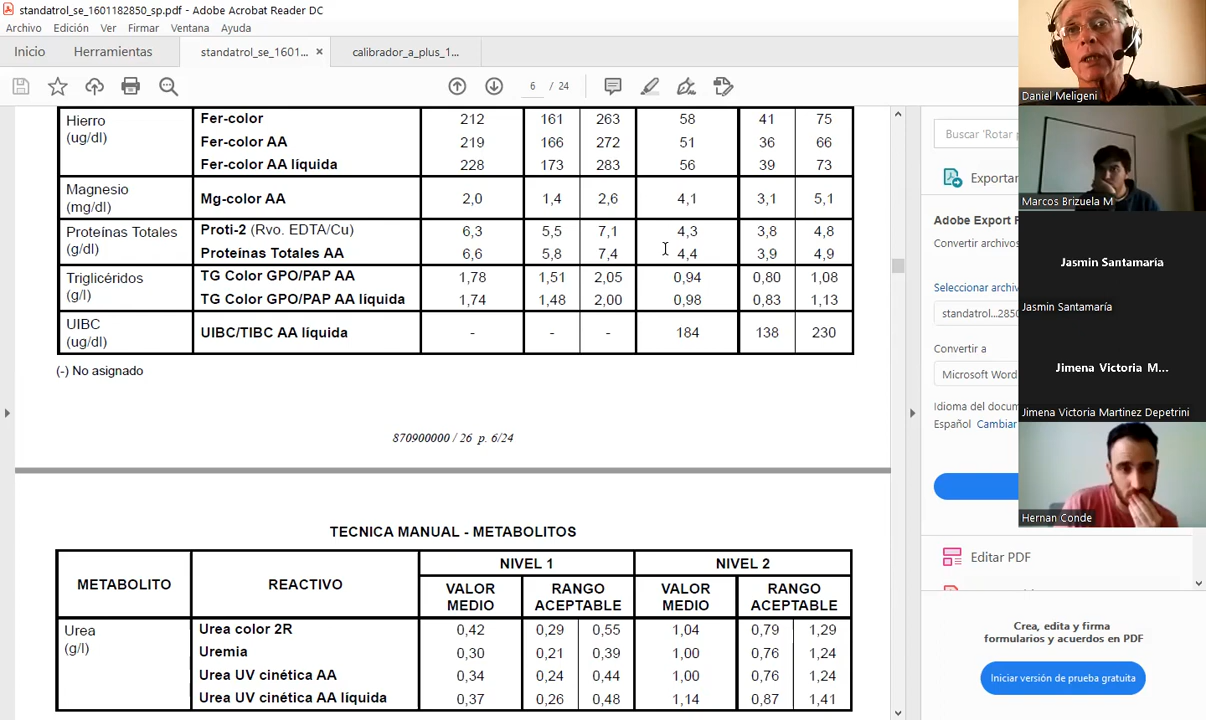 standatrol_se_1601182850_sp.pdf - Adobe Acrobat Reader DC
Archivo Edición Ver Firmar Ventana Ayuda
Inicio Herramientas standatrol_se_1601... × calibrador_a_plus_1...
6 / 24
Hierro (ug/dl) Fer-color 212 161 263 58 41 75
Fer-color AA 219 166 272 51 36 66
Fer-color AA líquida 228 173 283 56 39 73
Magnesio (mg/dl) Mg-color AA 2,0 1,4 2,6 4,1 3,1 5,1
Proteínas Totales (g/dl) Proti-2 (Rvo. EDTA/Cu) 6,3 5,5 7,1 4,3 3,8 4,8
Proteínas Totales AA 6,6 5,8 7,4 4,4 3,9 4,9
Triglicéridos (g/l) TG Color GPO/PAP AA 1,78 1,51 2,05 0,94 0,80 1,08
TG Color GPO/PAP AA líquida 1,74 1,48 2,00 0,98 0,83 1,13
UIBC (ug/dl) UIBC/TIBC AA líquida - - - 184 138 230
(-) No asignado
870900000 / 26 p. 6/24
TECNICA MANUAL - METABOLITOS
METABOLITO REACTIVO NIVEL 1 NIVEL 2
VALOR MEDIO RANGO ACEPTABLE VALOR MEDIO RANGO ACEPTABLE
Urea (g/l) Urea color 2R 0,42 0,29 0,55 1,04 0,79 1,29
Uremia 0,30 0,21 0,39 1,00 0,76 1,24
Urea UV cinética AA 0,34 0,24 0,44 1,00 0,76 1,24
Urea UV cinética AA líquida 0,37 0,26 0,48 1,14 0,87 1,41
Buscar 'Rotar p
Exportar
Adobe Export F
Convertir archivos
Seleccionar archivo
standatrol...2850
Convertir a
Microsoft Word
Idioma del docum
Español Cambiar
Editar PDF
Crea, edita y firma
formularios y acuerdos en PDF
Iniciar versión de prueba gratuita
Daniel Meligeni
Marcos Brizuela M
Jasmin Santamaría
Jasmin Santamaría
Jimena Victoria M...
Jimena Victoria Martinez Depetrini
Hernan Conde